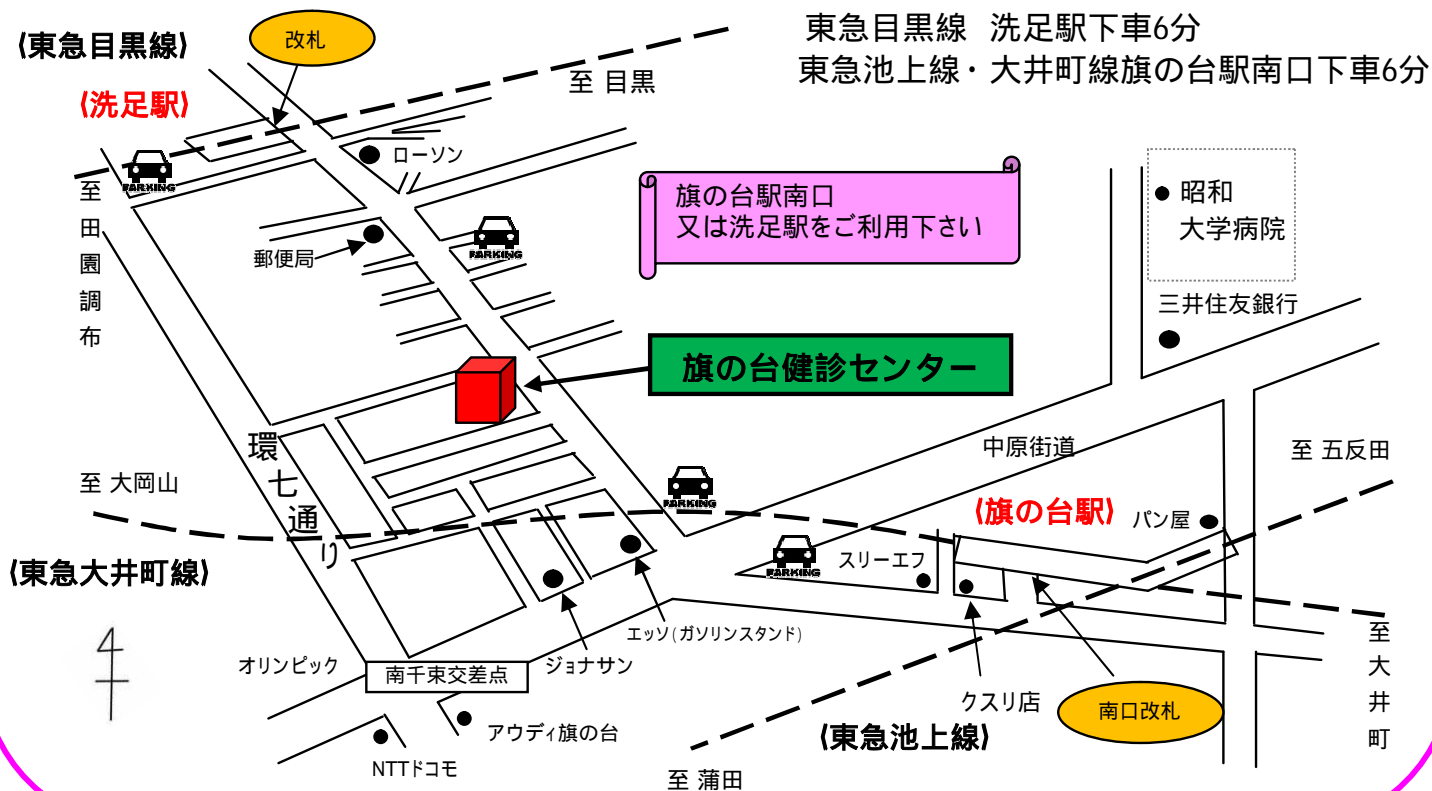 東急目黒線 洗足駅下車6分
東急池上線・大井町線旗の台駅南口下車6分
《東急目黒線》
改札
至 目黒
《洗足駅》
ローソン
PARKING
至田園調布
旗の台駅南口
又は洗足駅をご利用下さい
昭和
大学病院
郵便局
PARKING
三井住友銀行
旗の台健診センター
環七通り
中原街道
至 五反田
至 大岡山
PARKING
《旗の台駅》
パン屋
《東急大井町線》
PARKING
スリーエフ
エッソ(ガソリンスタンド)
至大井町
オリンピック
南千束交差点
ジョナサン
クスリ店
南口改札
アウディ旗の台
《東急池上線》
NTTドコモ
至 蒲田